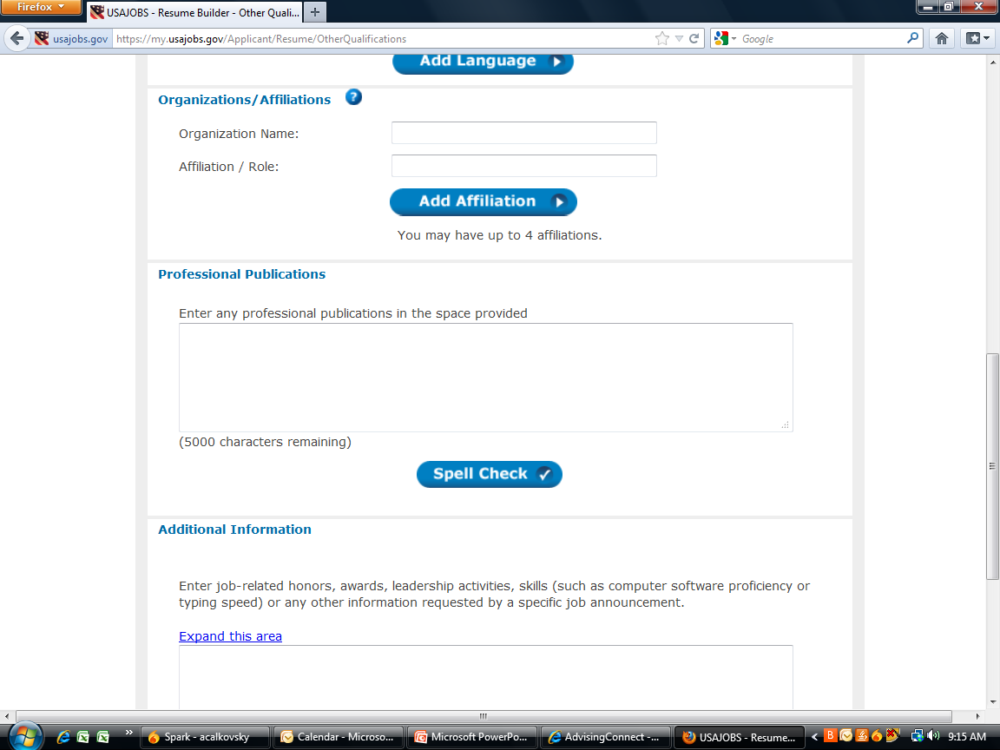 Firefox
USAJOBS - Resume Builder - Other Quali...
usajobs.gov
https://my.usajobs.gov/Applicant/Resume/OtherQualifications
Google
Add Language
Organizations/Affiliations ?
Organization Name:
Affiliation / Role:
Add Affiliation
You may have up to 4 affiliations.
Professional Publications
Enter any professional publications in the space provided
(5000 characters remaining)
Spell Check
Additional Information
Enter job-related honors, awards, leadership activities, skills (such as computer software proficiency or
typing speed) or any other information requested by a specific job announcement.
Expand this area
Spark - acalkovsky
Calendar - Microso...
Microsoft PowerPo...
AdvisingConnect -...
USAJOBS - Resume...
9:15 AM